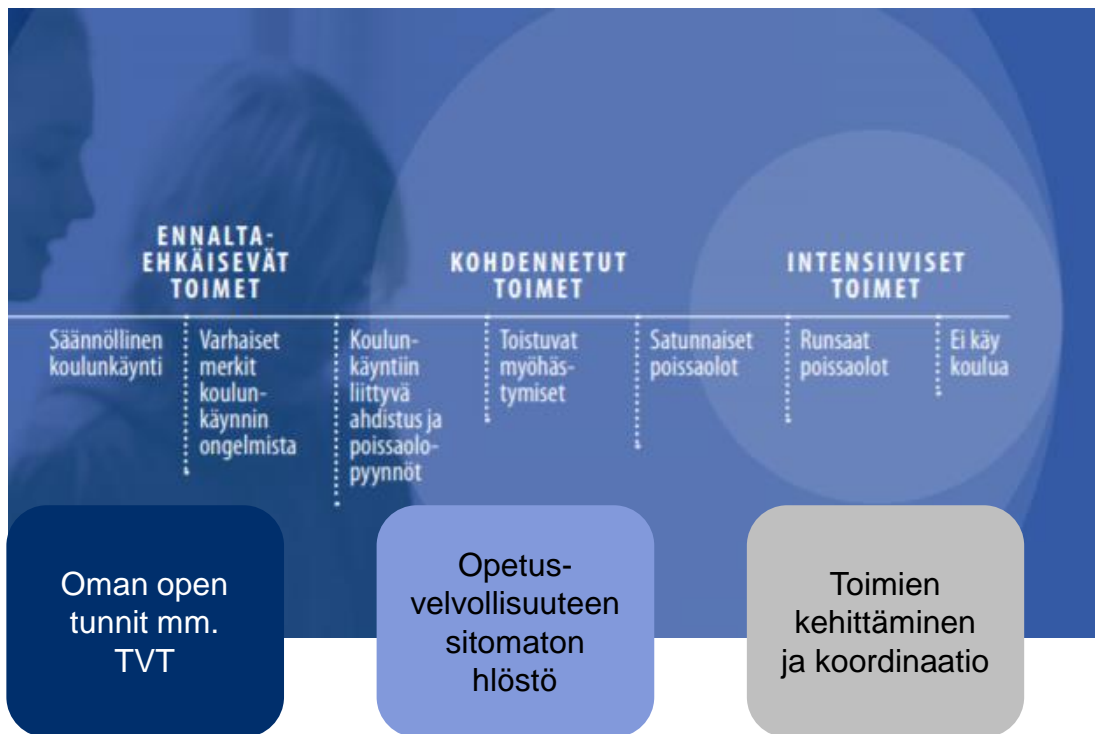 ENNALTA-
EHKÄISEVÄT
TOIMET
KOHDENNETUT
TOIMET
INTENSIIVISET
TOIMET
Säännöllinen
koulunkäynti
Varhaiset
merkit
koulun-
käynnin
ongelmista
Koulun-
käyntiin
liittyvä
ahdistus ja
poissaolo-
pyynnöt
Toistuvat
myöhäs-
tymiset
Satunnaiset
poissaolot
Runsaat
poissaolot
Ei käy
koulua
Oman open
tunnit mm.
TVT
Opetus-
velvollisuuteen
sitomaton
hlöstö
Toimien
kehittäminen
ja koordinaatio